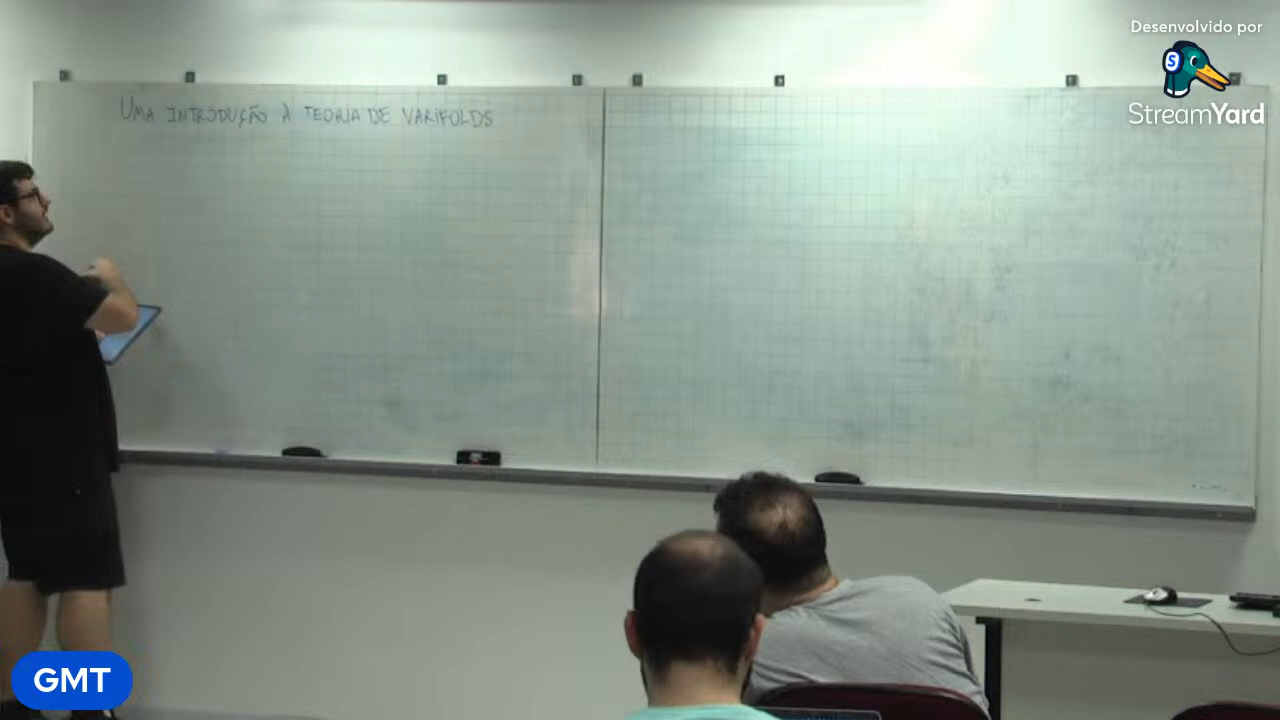 Desenvolvido por
S
StreamYard
UMA INTRODUÇÃO À TEORIA DE VARIFOLDS
GMT